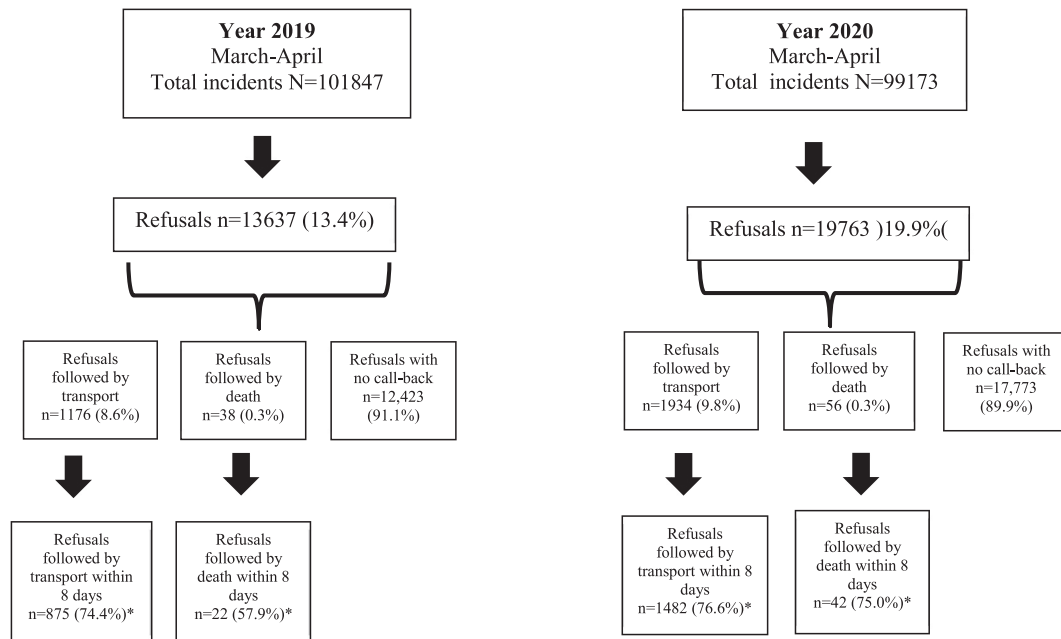 Year 2019
March-April
Total incidents N=101847
Refusals n=13637 (13.4%)
Refusals
followed by
transport
n=1176 (8.6%)
Refusals
followed by
death
n=38 (0.3%)
Refusals with
no call-back
n=12,423
(91.1%)
Refusals
followed by
transport within
8 days
n=875 (74.4%)*
Refusals
followed by
death within 8
days
n=22 (57.9%)*
Year 2020
March-April
Total incidents N=99173
Refusals n=19763 )19.9%(
Refusals
followed by
transport
n=1934 (9.8%)
Refusals
followed by
death
n=56 (0.3%)
Refusals with
no call-back
n=17,773
(89.9%)
Refusals
followed by
transport within 8
days
n=1482 (76.6%)*
Refusals
followed by
death within 8
days
n=42 (75.0%)*